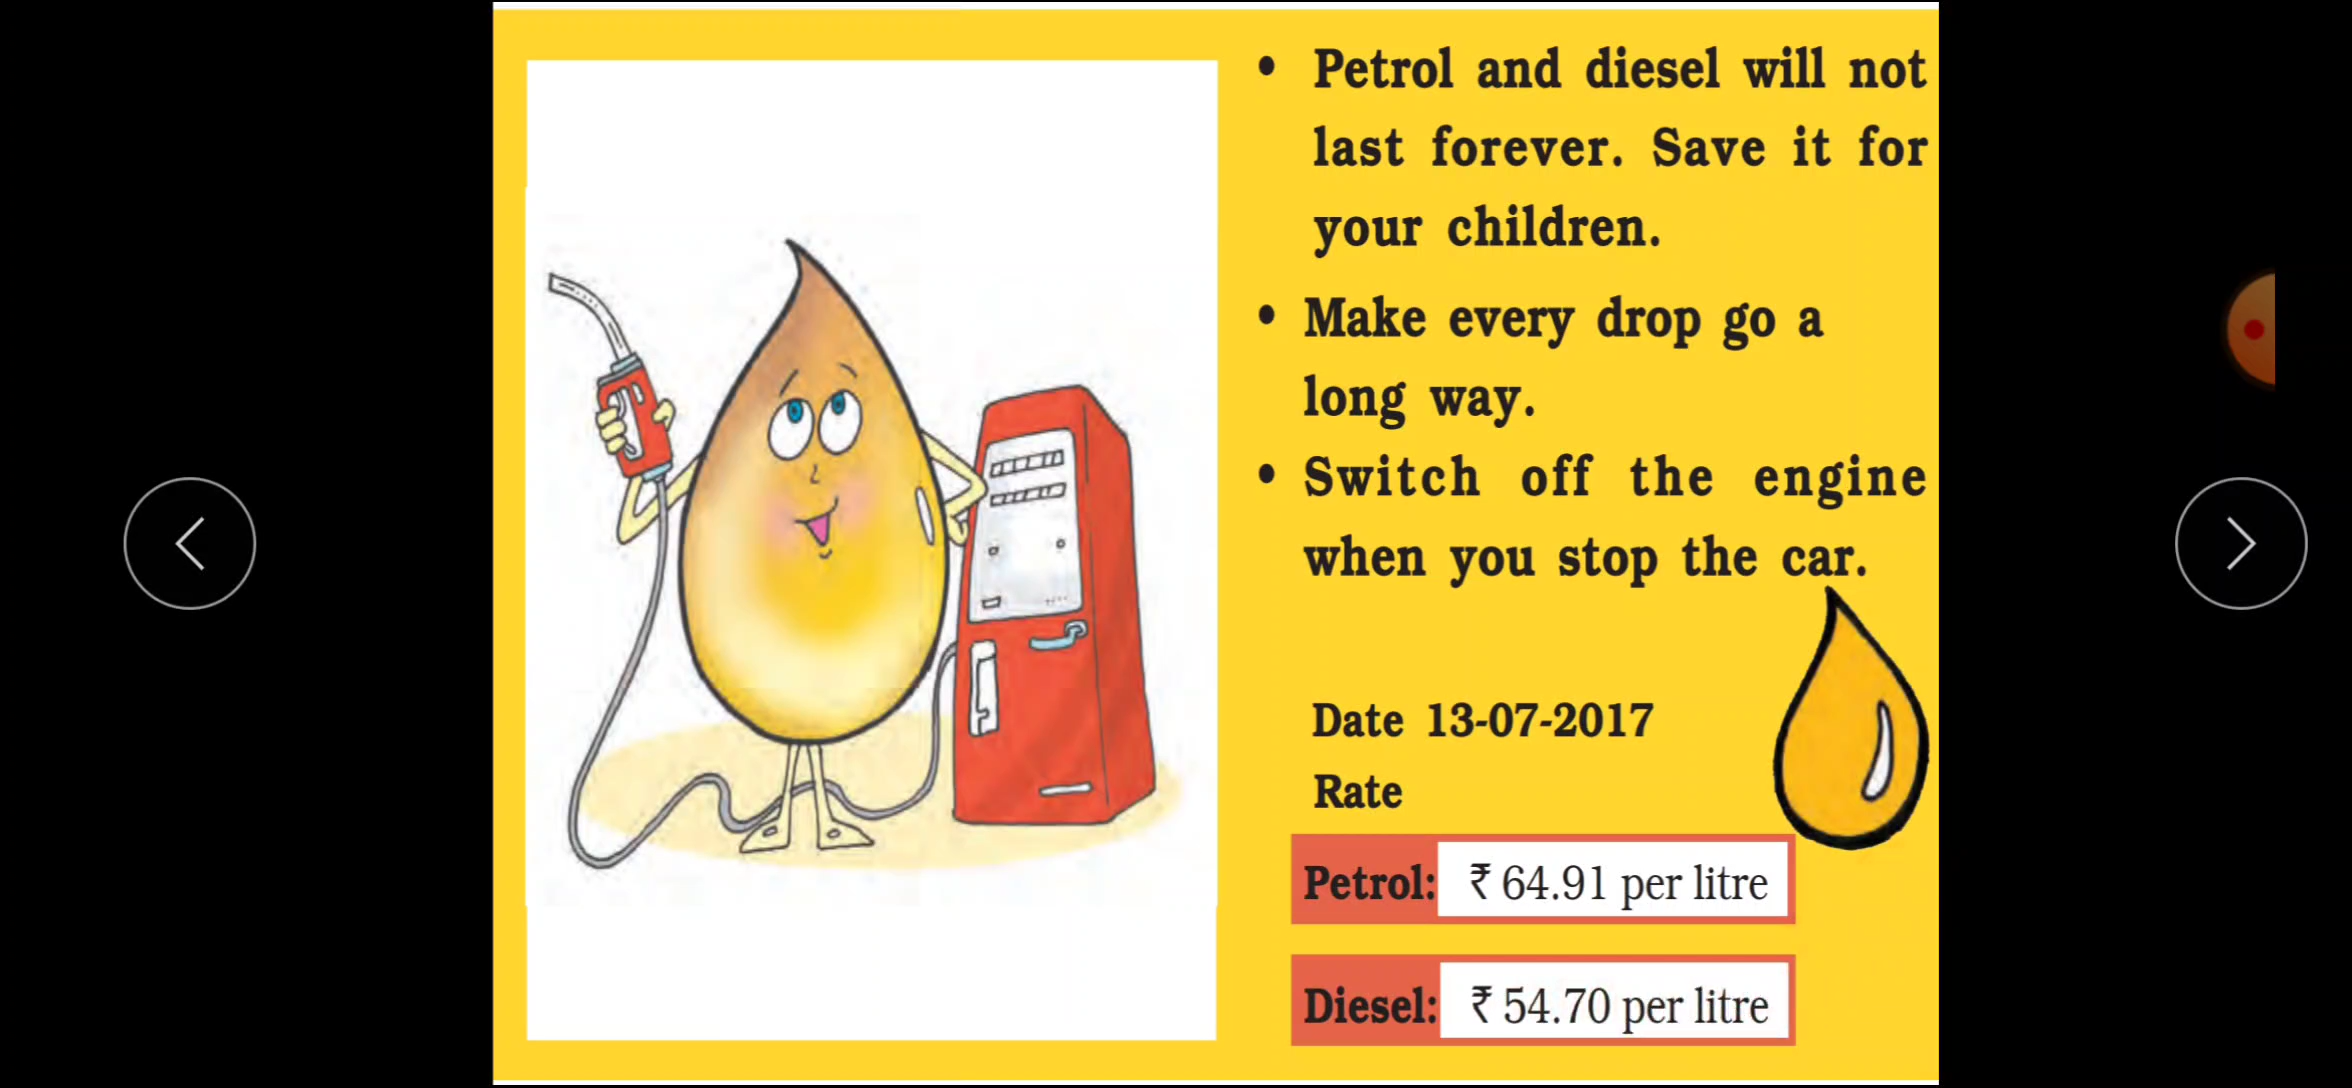 • Petrol and diesel will not
last forever. Save it for
your children.
• Make every drop go a
long way.
• Switch off the engine
when you stop the car.
Date 13-07-2017
Rate
Petrol: ₹ 64.91 per litre
Diesel: ₹ 54.70 per litre